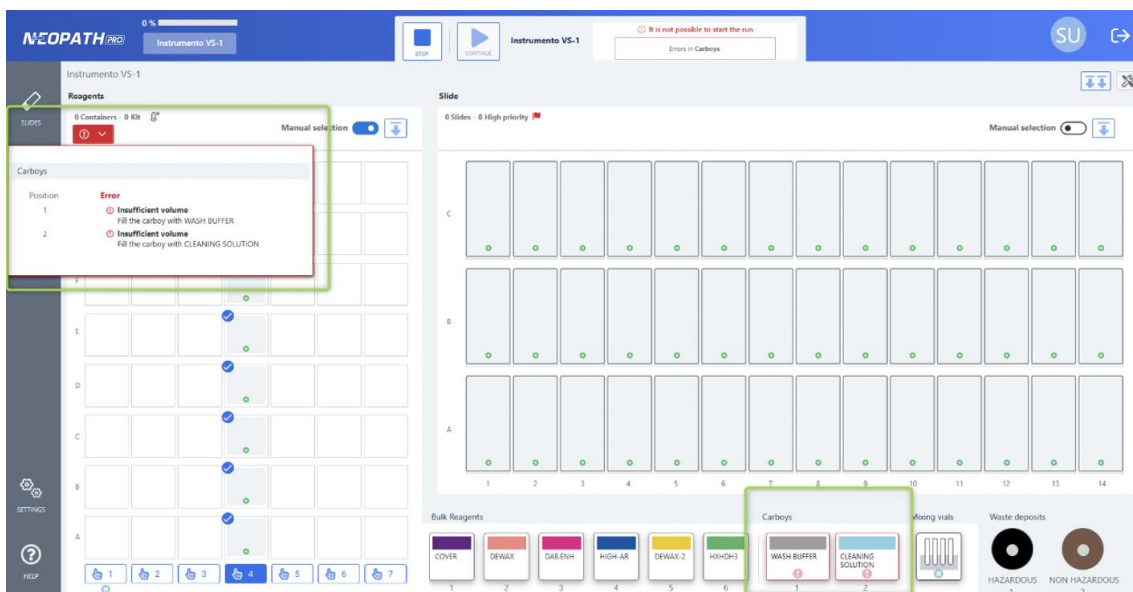 NEOPATH PRO
0 %
Instrumento VS-1
STOP
CONTINUE
Instrumento VS-1
It is not possible to start the run
Errors in Carboys
SU
Instrumento VS-1
SLIDES
Reagents
0 Containers - 0 Kit
Manual selection
Carboys
Position Error
1 Insufficient volume
Fill the carboy with WASH BUFFER
2 Insufficient volume
Fill the carboy with CLEANING SOLUTION
F
E
D
C
B
A
1 2 3 4 5 6 7
SETTINGS
HELP
Slide
0 Slides - 0 High priority
Manual selection
C
B
A
1 2 3 4 5 6 7 8 9 10 11 12 13 14
Bulk Reagents
COVER DEWAX DAB.ENH HIGH-AR DEWAX-2 HXHDH3
1 2 3 4 5 6
Carboys
WASH BUFFER
CLEANING
SOLUTION
1 2
Mixing vials
Waste deposits
HAZARDOUS NON HAZARDOUS
1 2